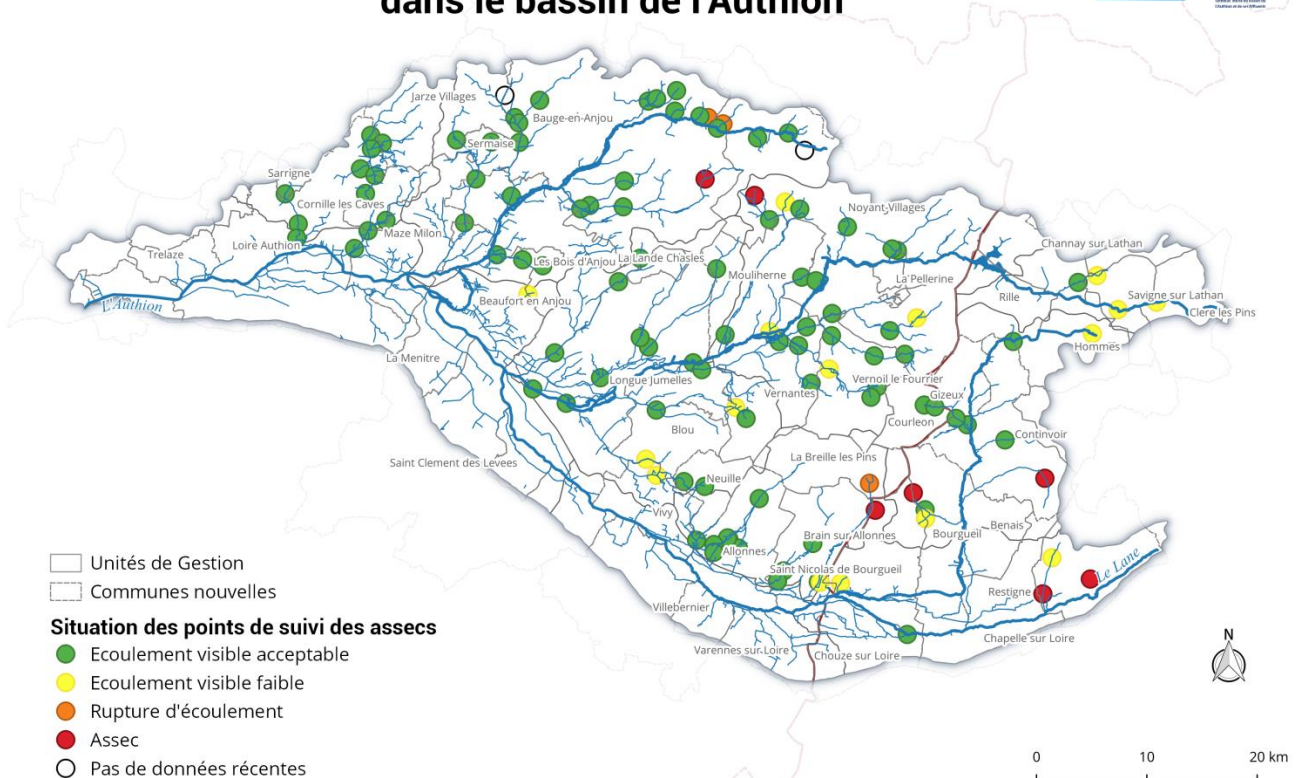 dans le bassin de l'Authion
Jarze Villages
Bauge-en-Anjou
Sermaise
Sarrigne
Cornille les Caves
Noyant-Villages
Maze Milon
Loire Authion
Channay sur Lathan
Trelaze
Les Bois d'Anjou
La Lande Chasles
Mouliherne
La Pellerine
Rille
Savigne sur Lathan
L'Authion
Beaufort en Anjou
Clere les Pins
Hommes
La Menitre
Longue Jumelles
Vernoil le Fourrier
Vernantes
Gizeux
Courleon
Blou
Continvoir
La Breille les Pins
Saint Clement des Levees
Neuille
Vivy
Benais
Brain sur Allonnes
Bourgueil
Allonnes
Le Lane
Unités de Gestion
Saint Nicolas de Bourgueil
Communes nouvelles
Restigne
Villebernier
Situation des points de suivi des assecs
Chapelle sur Loire
N
Varennes sur Loire
Chouze sur Loire
Ecoulement visible acceptable
Ecoulement visible faible
Rupture d'écoulement
Assec
Pas de données récentes
0 10 20 km